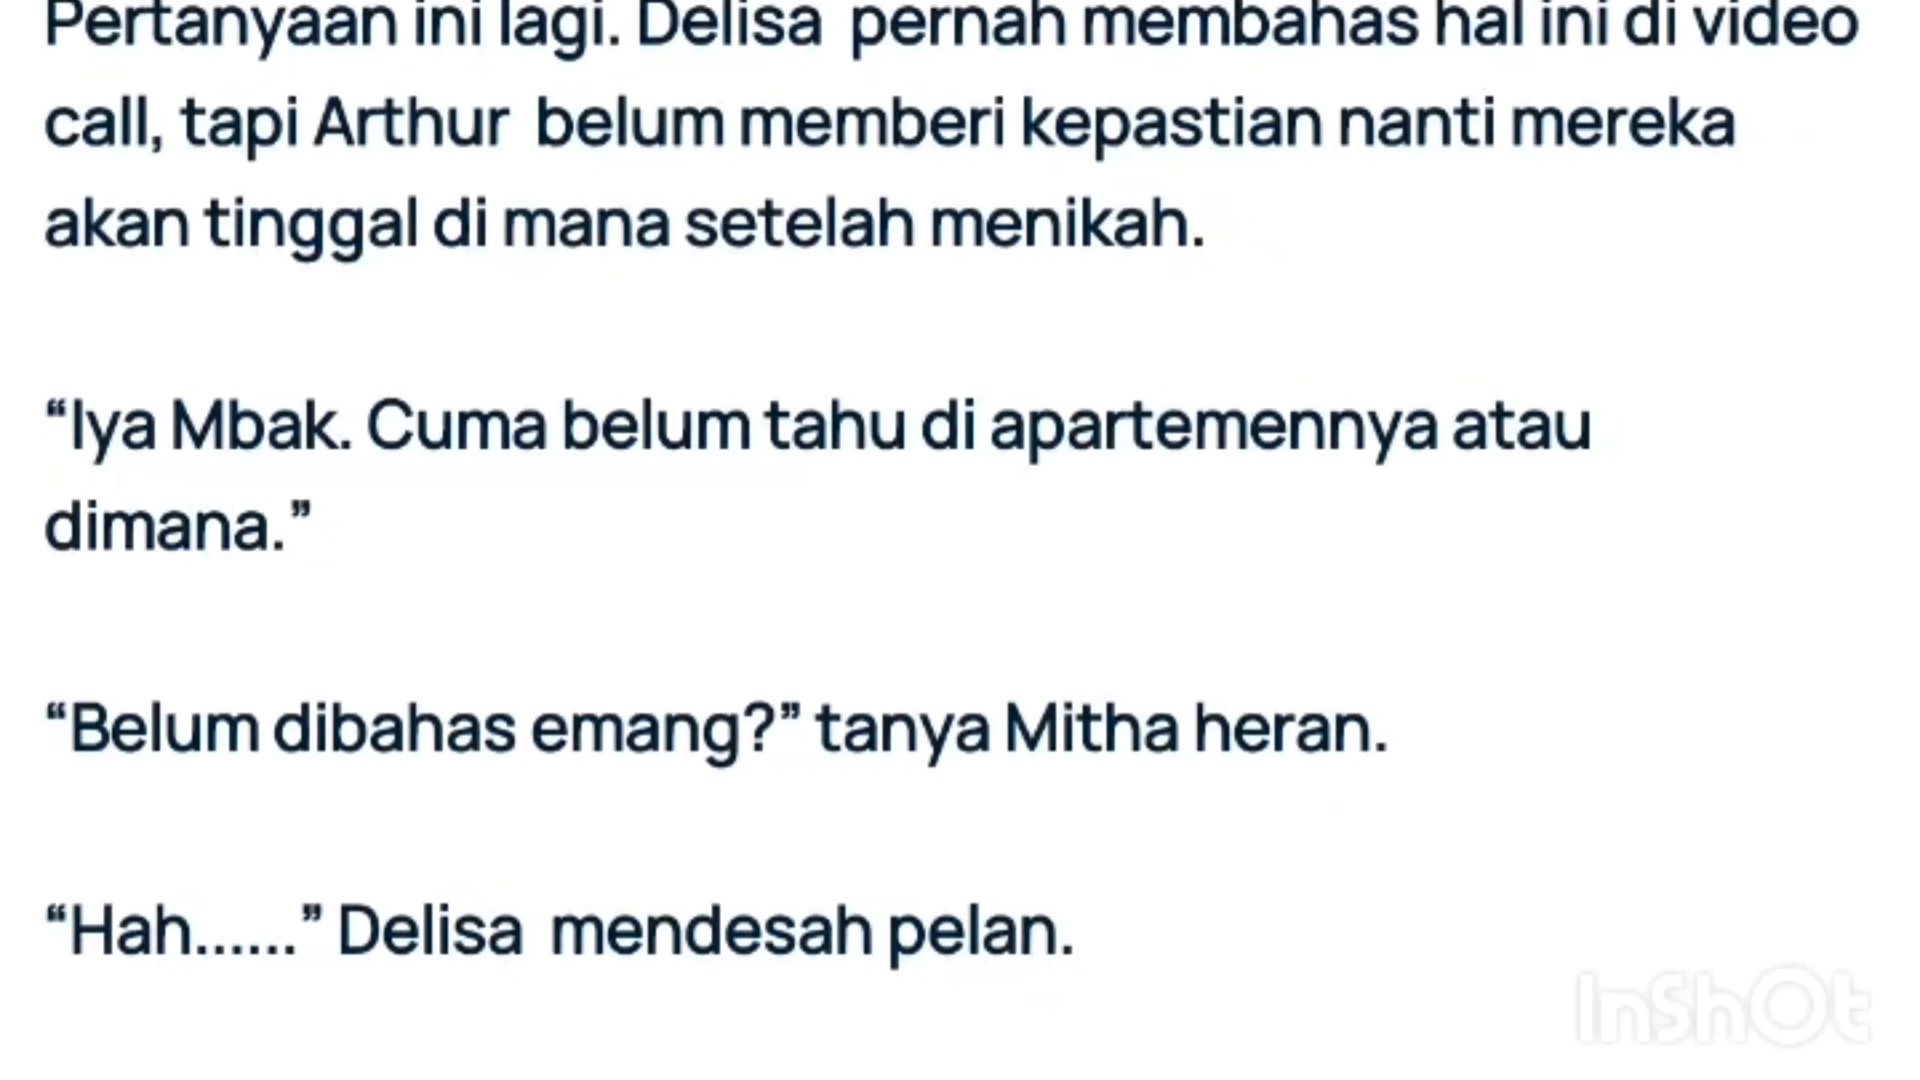 Pertanyaan ini lagi. Delisa pernah membahas hal ini di video
call, tapi Arthur belum memberi kepastian nanti mereka
akan tinggal di mana setelah menikah.
“Iya Mbak. Cuma belum tahu di apartemennya atau
dimana.”
“Belum dibahas emang?” tanya Mitha heran.
“Hah......” Delisa mendesah pelan.
InShOt